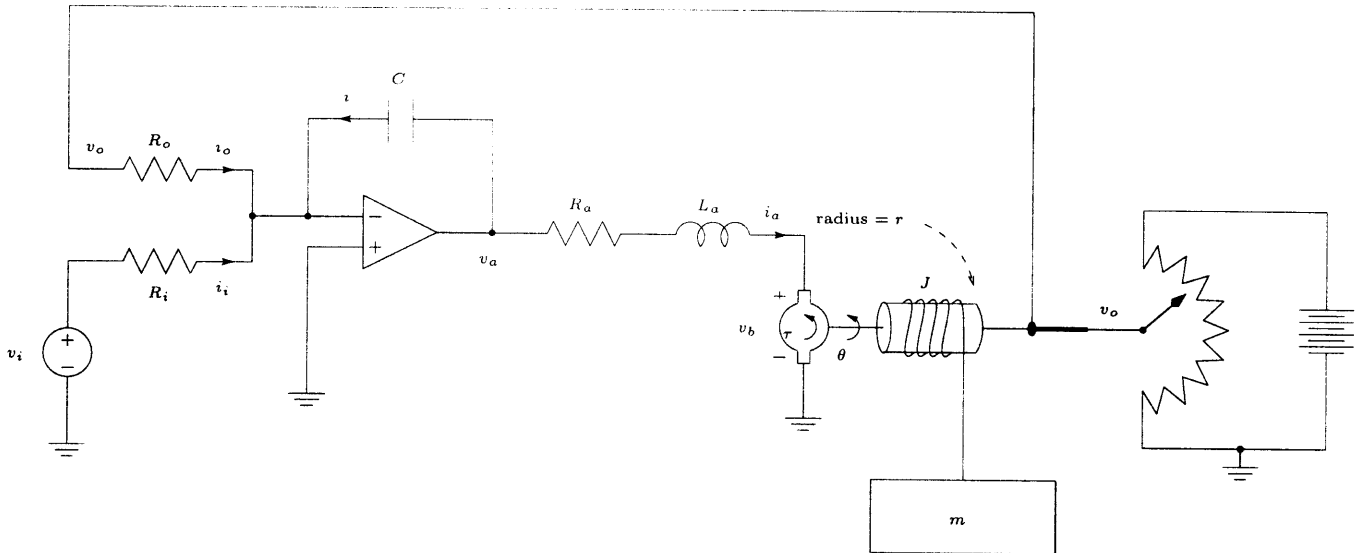 C
i
R_o
v_o
i_o
R_a
L_a
i_a
radius = r
−
+
v_a
R_i
i_i
J
+
v_o
v_b
τ
θ
−
v_i
+
−
m